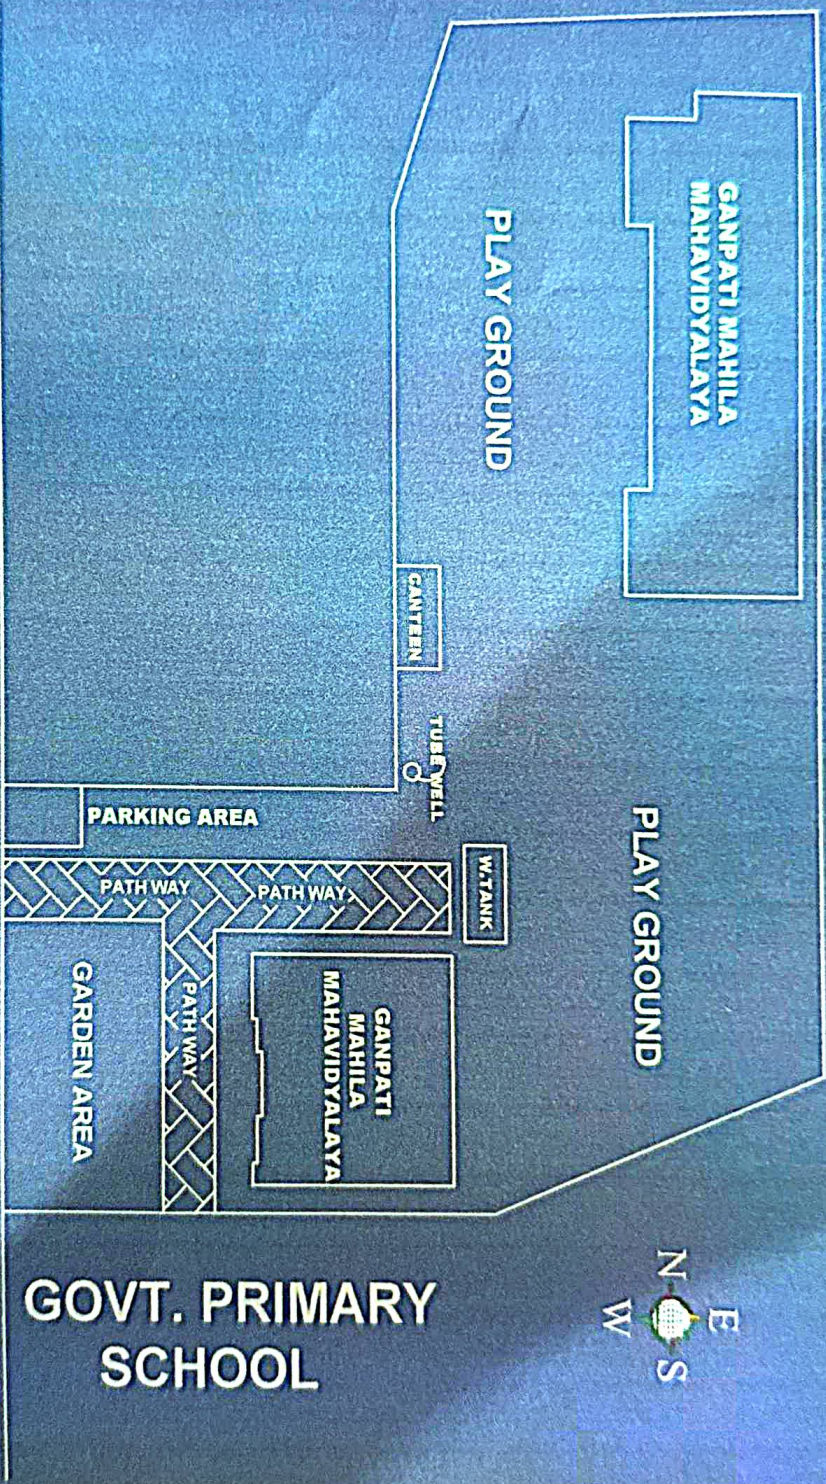 GANPATI MAHILA
MAHAVIDYALAYA
PLAY GROUND
CANTEEN
TUBE WELL
PLAY GROUND
W.TANK
PARKING AREA
PATH WAY
PATH WAY
PATH WAY
GANPATI
MAHILA
MAHAVIDYALAYA
GARDEN AREA
GOVT. PRIMARY
SCHOOL
N
E
W
S